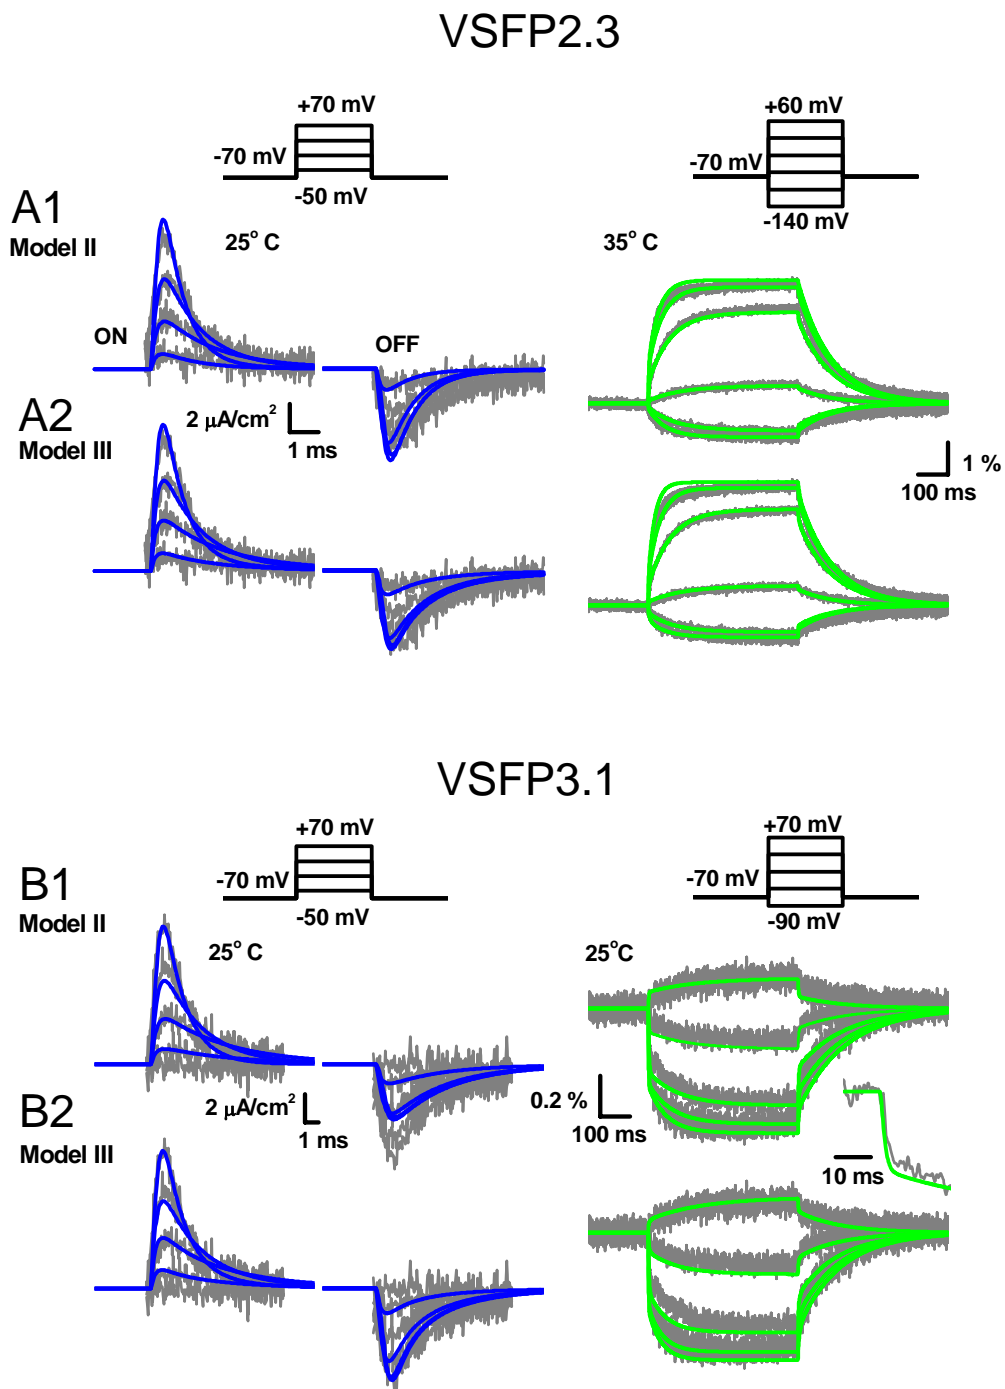 VSFP2.3
+70 mV
-70 mV
-50 mV
+60 mV
-70 mV
-140 mV
A1
Model II
25° C
35° C
ON
OFF
A2
Model III
2 μA/cm²
1 ms
1 %
100 ms
VSFP3.1
+70 mV
-70 mV
-50 mV
+70 mV
-70 mV
-90 mV
B1
Model II
25° C
25°C
B2
Model III
2 μA/cm²
1 ms
0.2 %
100 ms
10 ms